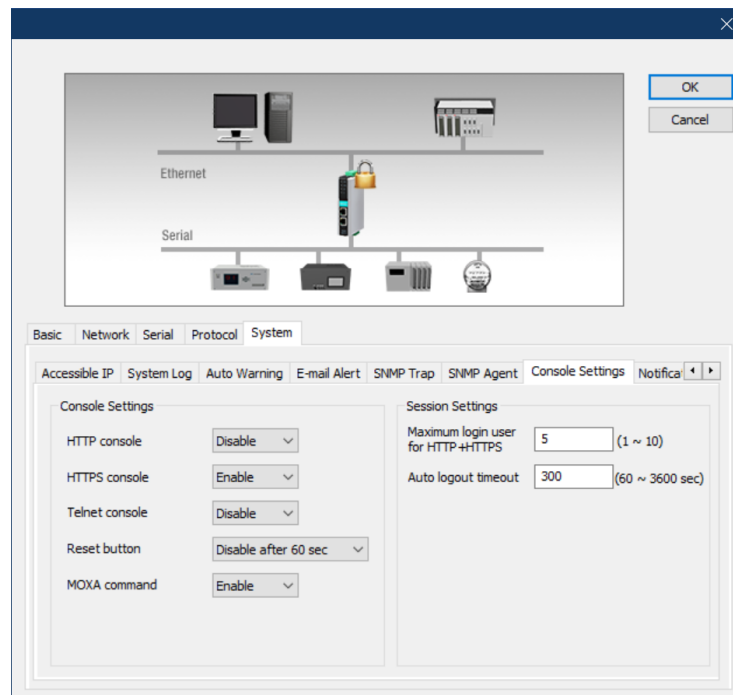 OK
Cancel
Ethernet
Serial
Basic Network Serial Protocol System
Accessible IP System Log Auto Warning E-mail Alert SNMP Trap SNMP Agent Console Settings Notifica
Console Settings
HTTP console Disable
HTTPS console Enable
Telnet console Disable
Reset button Disable after 60 sec
MOXA command Enable
Session Settings
Maximum login user
for HTTP+HTTPS 5 (1 ~ 10)
Auto logout timeout 300 (60 ~ 3600 sec)